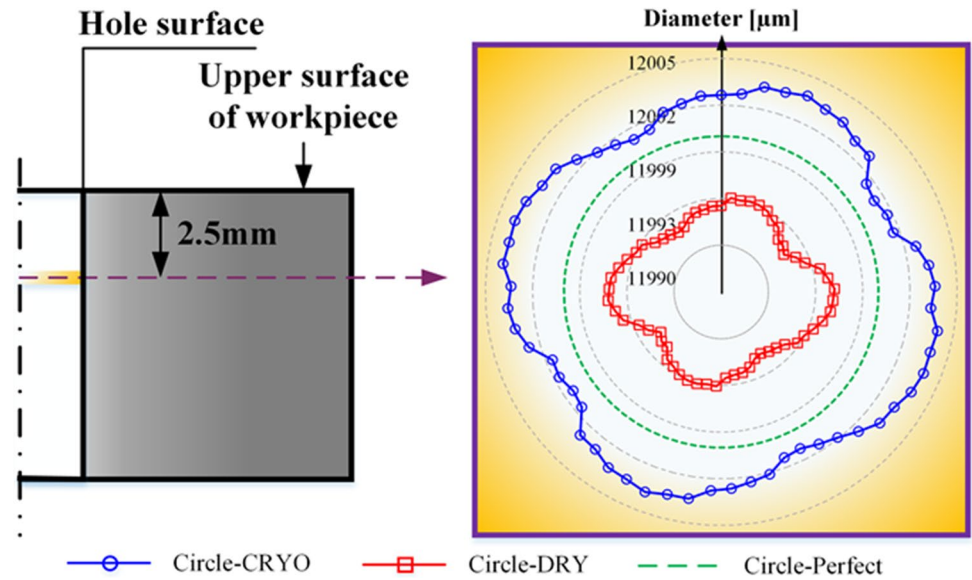 Hole surface
Upper surface
of workpiece
2.5mm
Diameter [μm]
12005
12002
11999
11993
11990
Circle-CRYO
Circle-DRY
Circle-Perfect